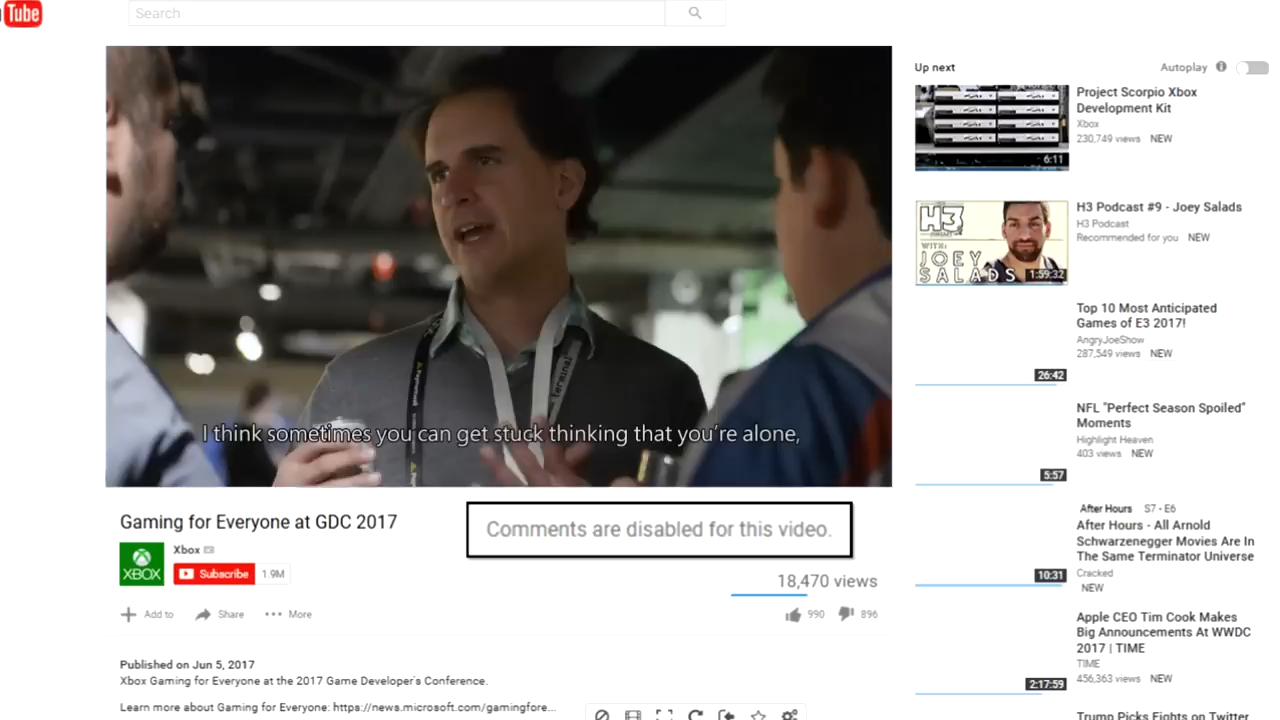 Tube
Search
I think sometimes you can get stuck thinking that you're alone,
Gaming for Everyone at GDC 2017
Comments are disabled for this video.
XBOX
Xbox
Subscribe 1.9M
18,470 views
Add to Share More
990 896
Published on Jun 5, 2017
Xbox Gaming for Everyone at the 2017 Game Developer's Conference.
Learn more about Gaming for Everyone: https://news.microsoft.com/gamingfore...
Up next
Autoplay
6:11
Project Scorpio Xbox
Development Kit
Xbox
230,749 views NEW
H3
PODCAST
WITH:
JOEY
SALADS
1:59:32
H3 Podcast #9 - Joey Salads
H3 Podcast
Recommended for you NEW
Top 10 Most Anticipated
Games of E3 2017!
AngryJoeShow
287,549 views NEW
26:42
NFL "Perfect Season Spoiled"
Moments
Highlight Heaven
403 views NEW
5:57
After Hours S7 - E6
After Hours - All Arnold
Schwarzenegger Movies Are In
The Same Terminator Universe
Cracked
NEW
10:31
Apple CEO Tim Cook Makes
Big Announcements At WWDC
2017 | TIME
TIME
456,363 views NEW
2:17:59
Trump Picks Fights on Twitter